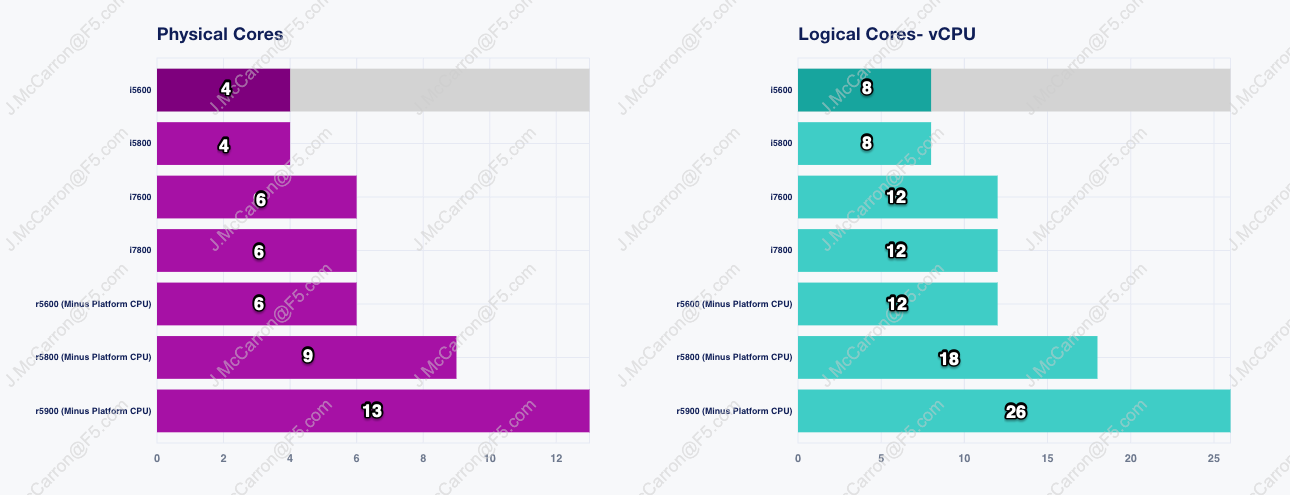 Physical Cores
i5600 4
i5800 4
i7600 6
i7800 6
r5600 (Minus Platform CPU) 6
r5800 (Minus Platform CPU) 9
r5900 (Minus Platform CPU) 13
0 2 4 6 8 10 12
Logical Cores- vCPU
i5600 8
i5800 8
i7600 12
i7800 12
r5600 (Minus Platform CPU) 12
r5800 (Minus Platform CPU) 18
r5900 (Minus Platform CPU) 26
0 5 10 15 20 25
J.McCarron@F5.com